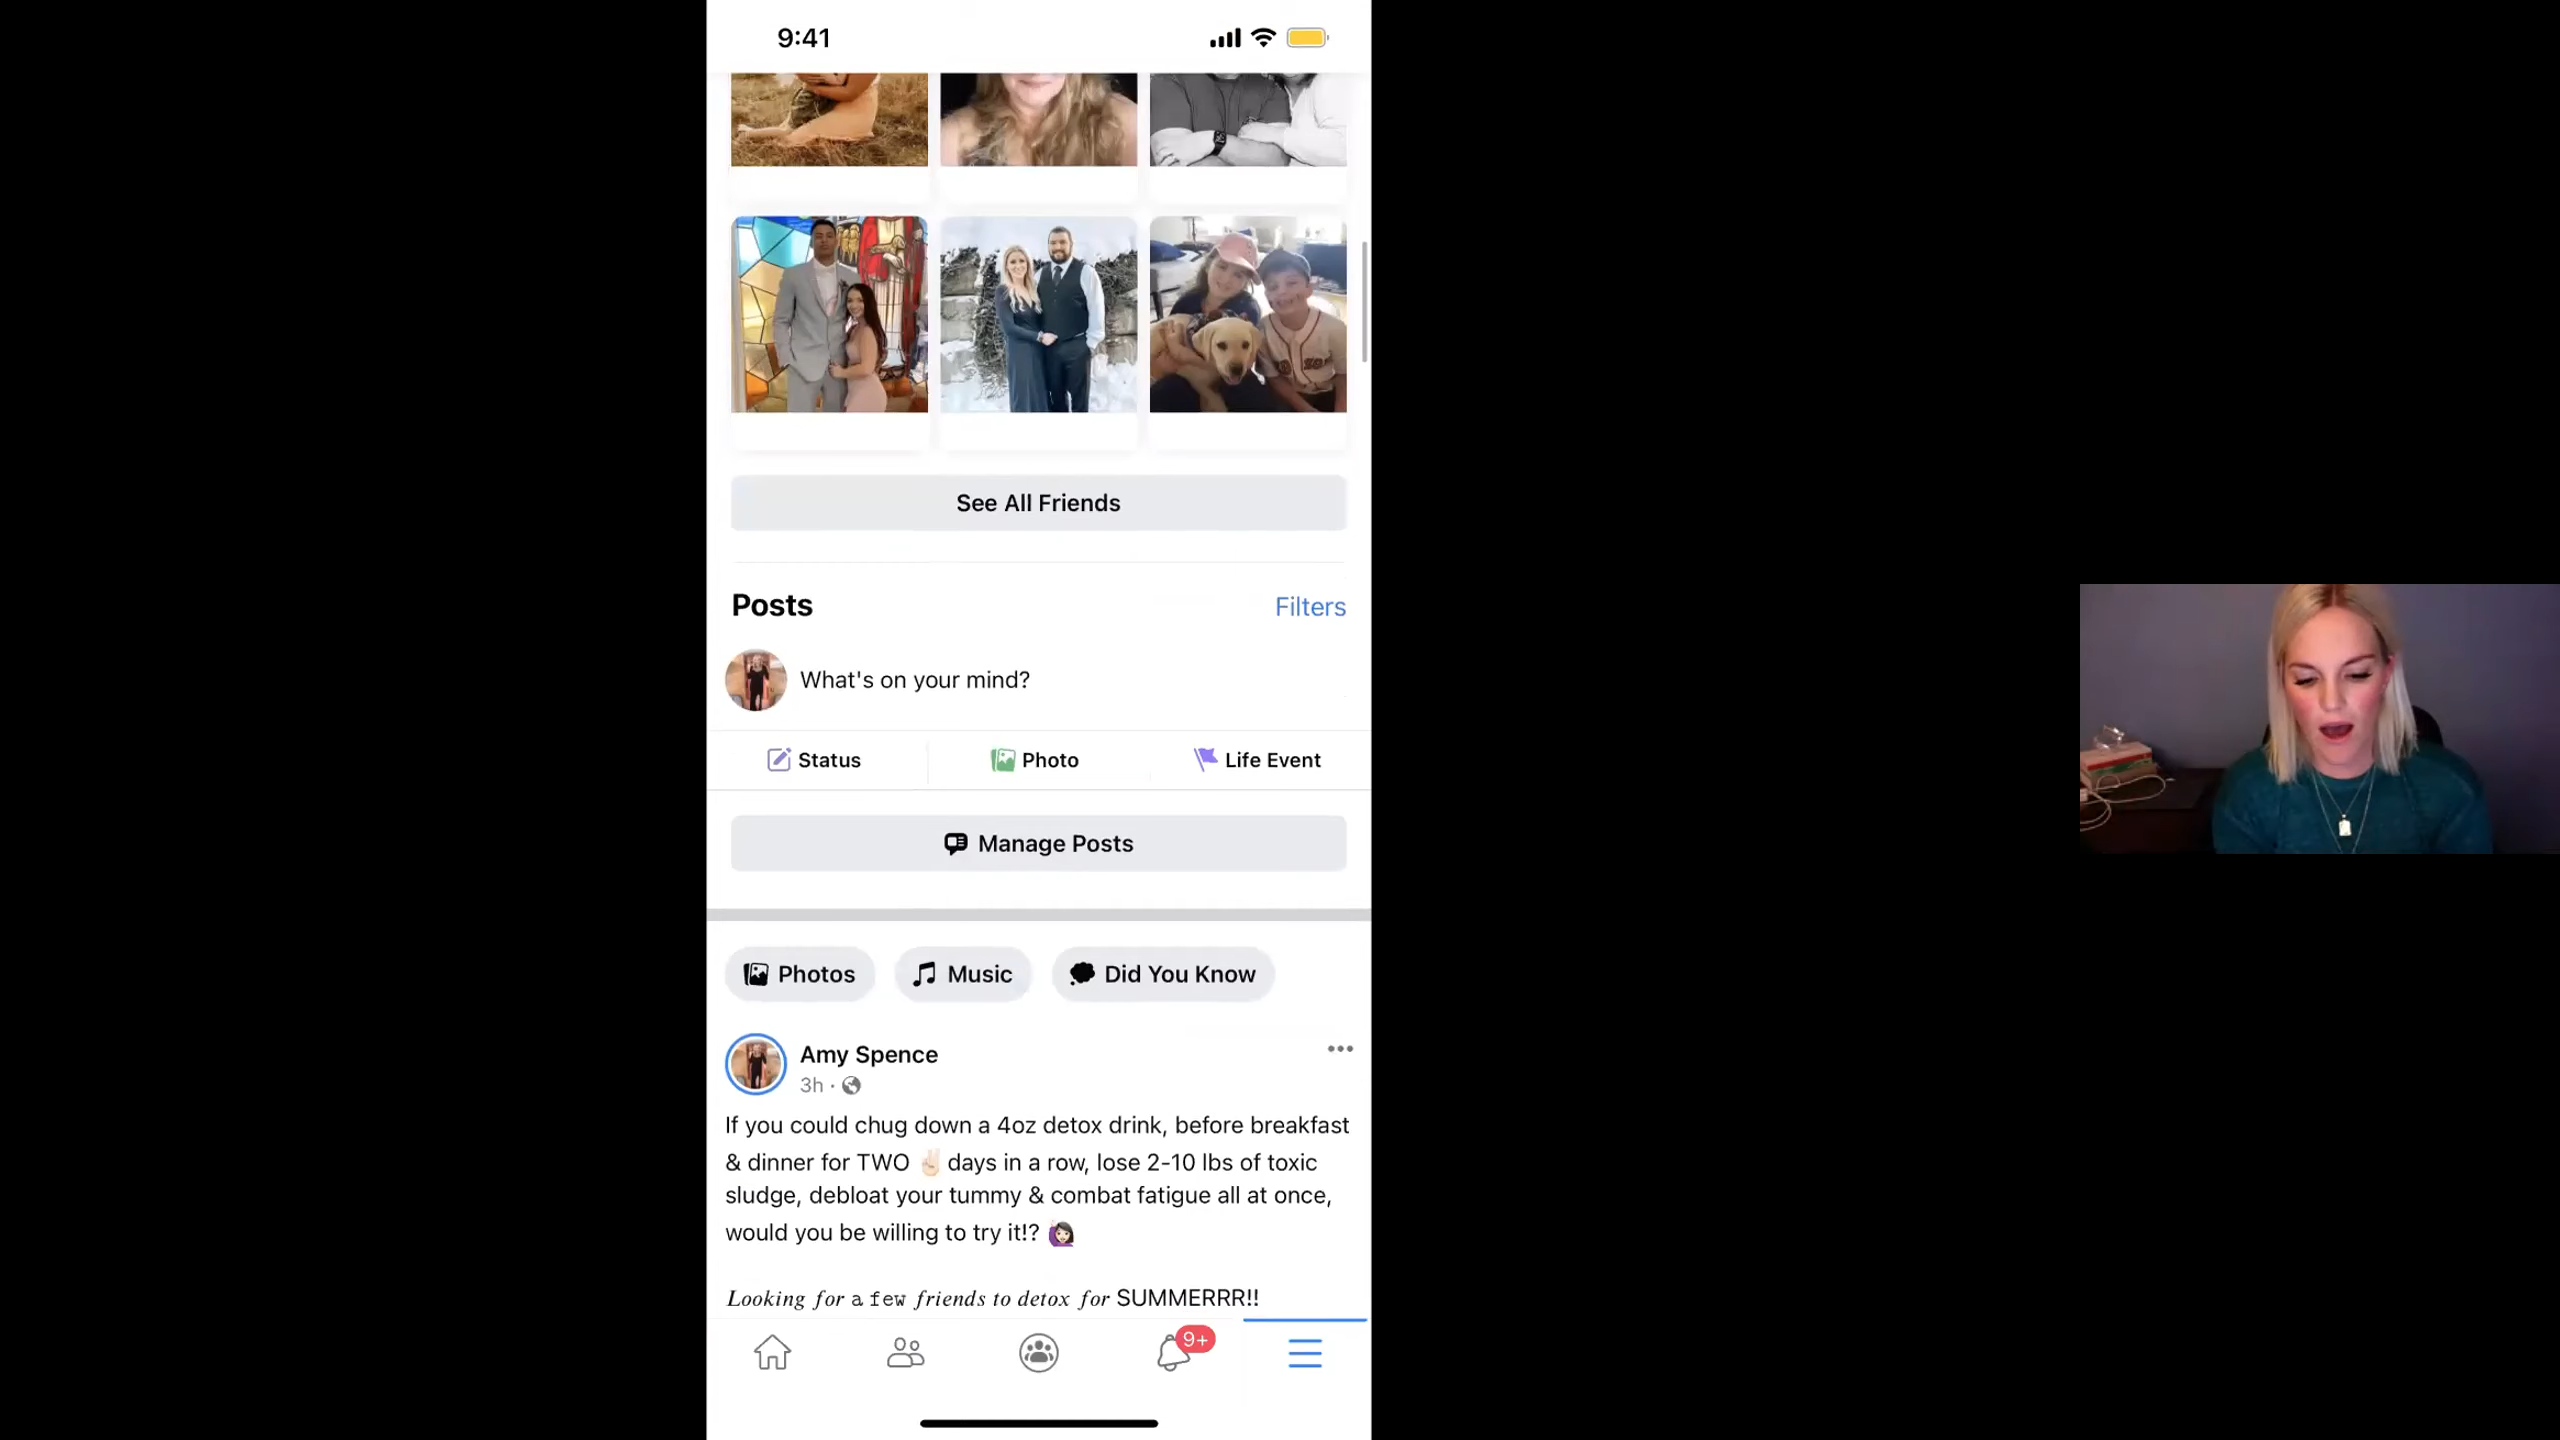 9:41
See All Friends
Posts
Filters
What's on your mind?
Status
Photo
Life Event
Manage Posts
Photos
Music
Did You Know
Amy Spence
3h ·
If you could chug down a 4oz detox drink, before breakfast
& dinner for TWO ✌🏻 days in a row, lose 2-10 lbs of toxic
sludge, debloat your tummy & combat fatigue all at once,
would you be willing to try it!? 🙋🏻‍♀️
Looking for a few friends to detox for SUMMERRR!!
9+